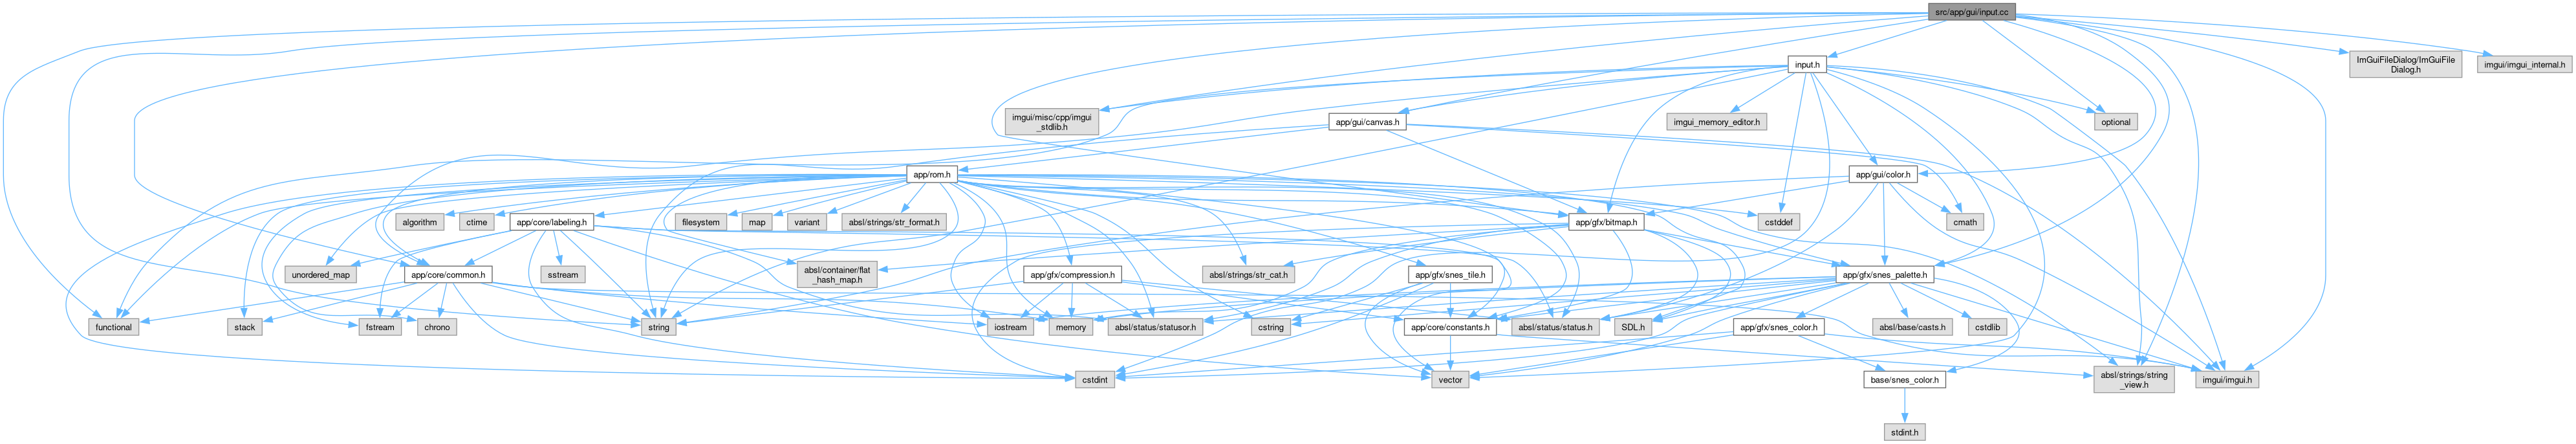 src/app/gui/input.cc
ImGuiFileDialog/ImGuiFile
Dialog.h
imgui/imgui_internal.h
input.h
imgui/misc/cpp/imgui
_stdlib.h
app/gui/canvas.h
imgui_memory_editor.h
optional
app/rom.h
app/gui/color.h
algorithm
ctime
app/core/labeling.h
filesystem
map
variant
absl/strings/str_format.h
app/gfx/bitmap.h
cstddef
cmath
unordered_map
sstream
app/core/common.h
absl/container/flat
_hash_map.h
app/gfx/compression.h
absl/strings/str_cat.h
app/gfx/snes_tile.h
app/gfx/snes_palette.h
functional
stack
fstream
chrono
string
iostream
memory
absl/status/statusor.h
cstring
app/core/constants.h
absl/status/status.h
SDL.h
app/gfx/snes_color.h
absl/base/casts.h
cstdlib
cstdint
vector
base/snes_color.h
absl/strings/string
_view.h
imgui/imgui.h
stdint.h